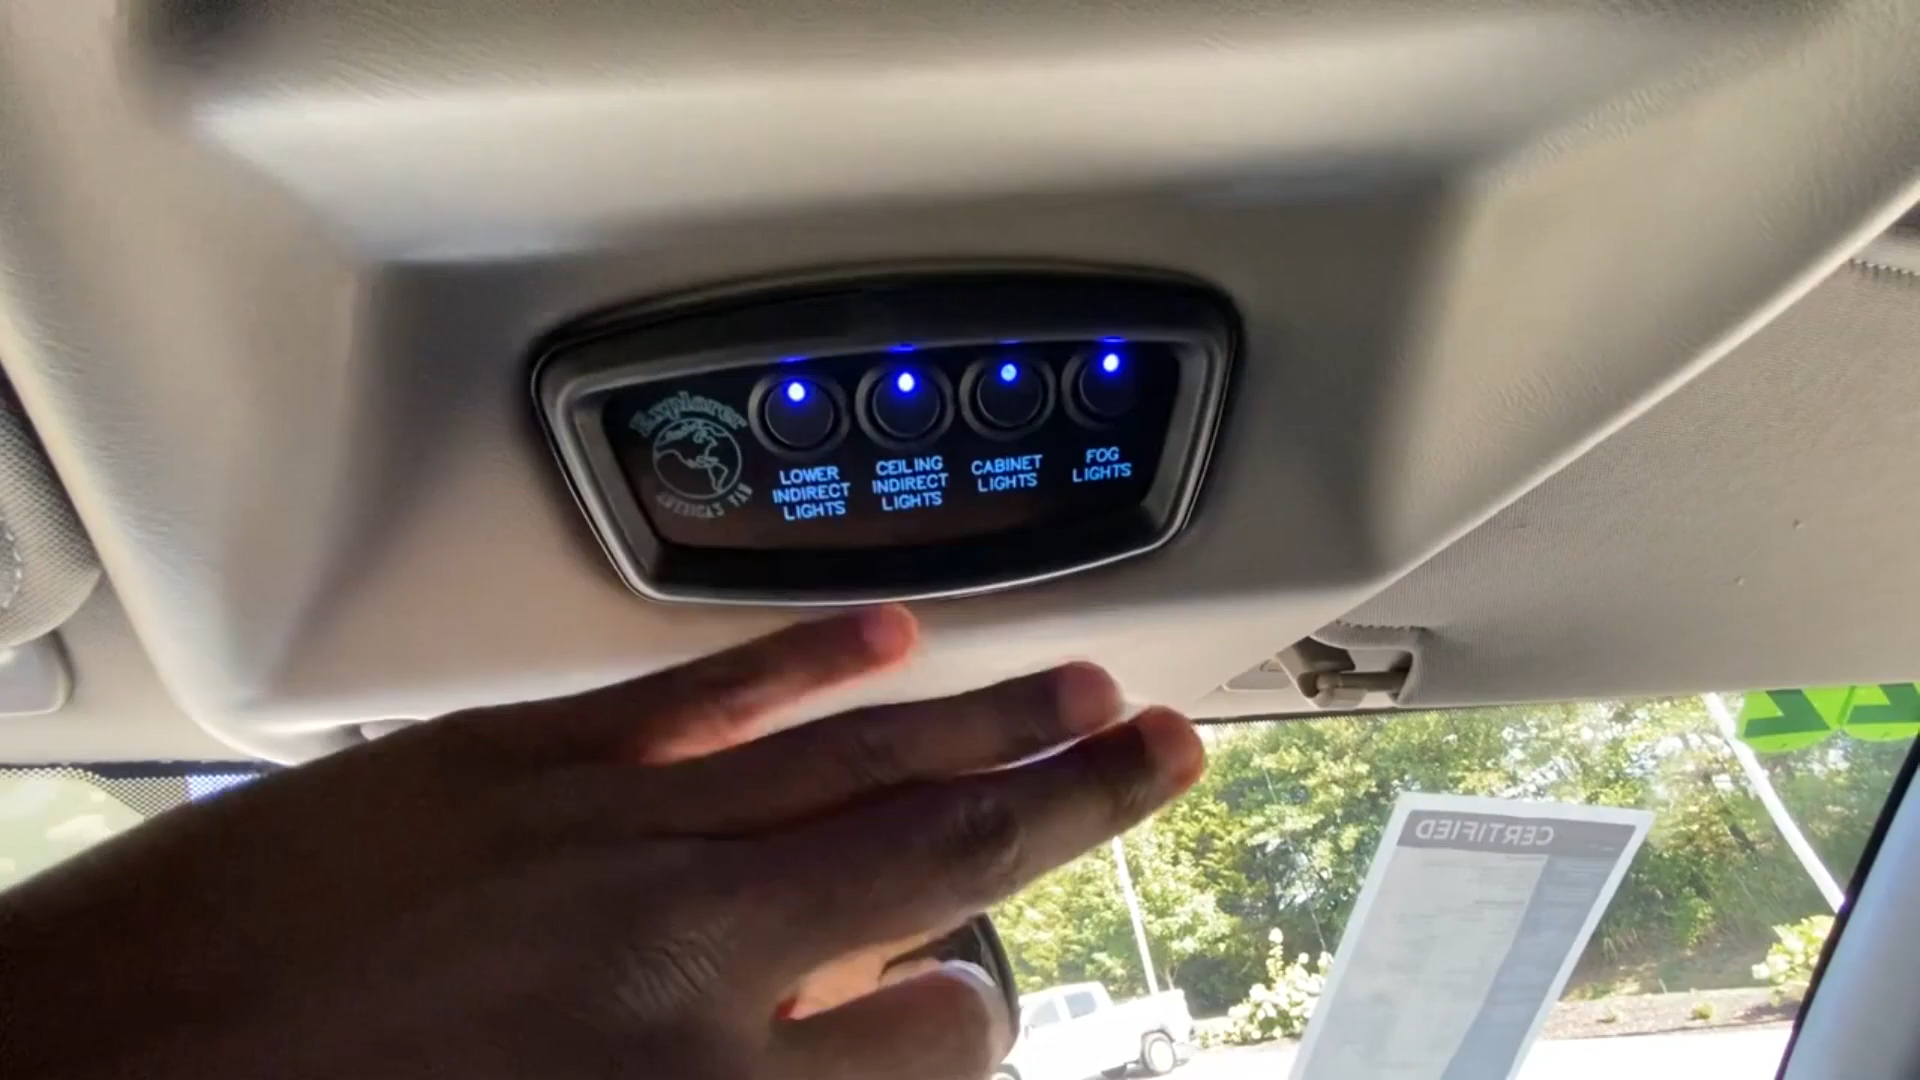 Explorer
AMERICA'S VAN
LOWER
INDIRECT
LIGHTS
CEILING
INDIRECT
LIGHTS
CABINET
LIGHTS
FOG
LIGHTS
CERTIFIED